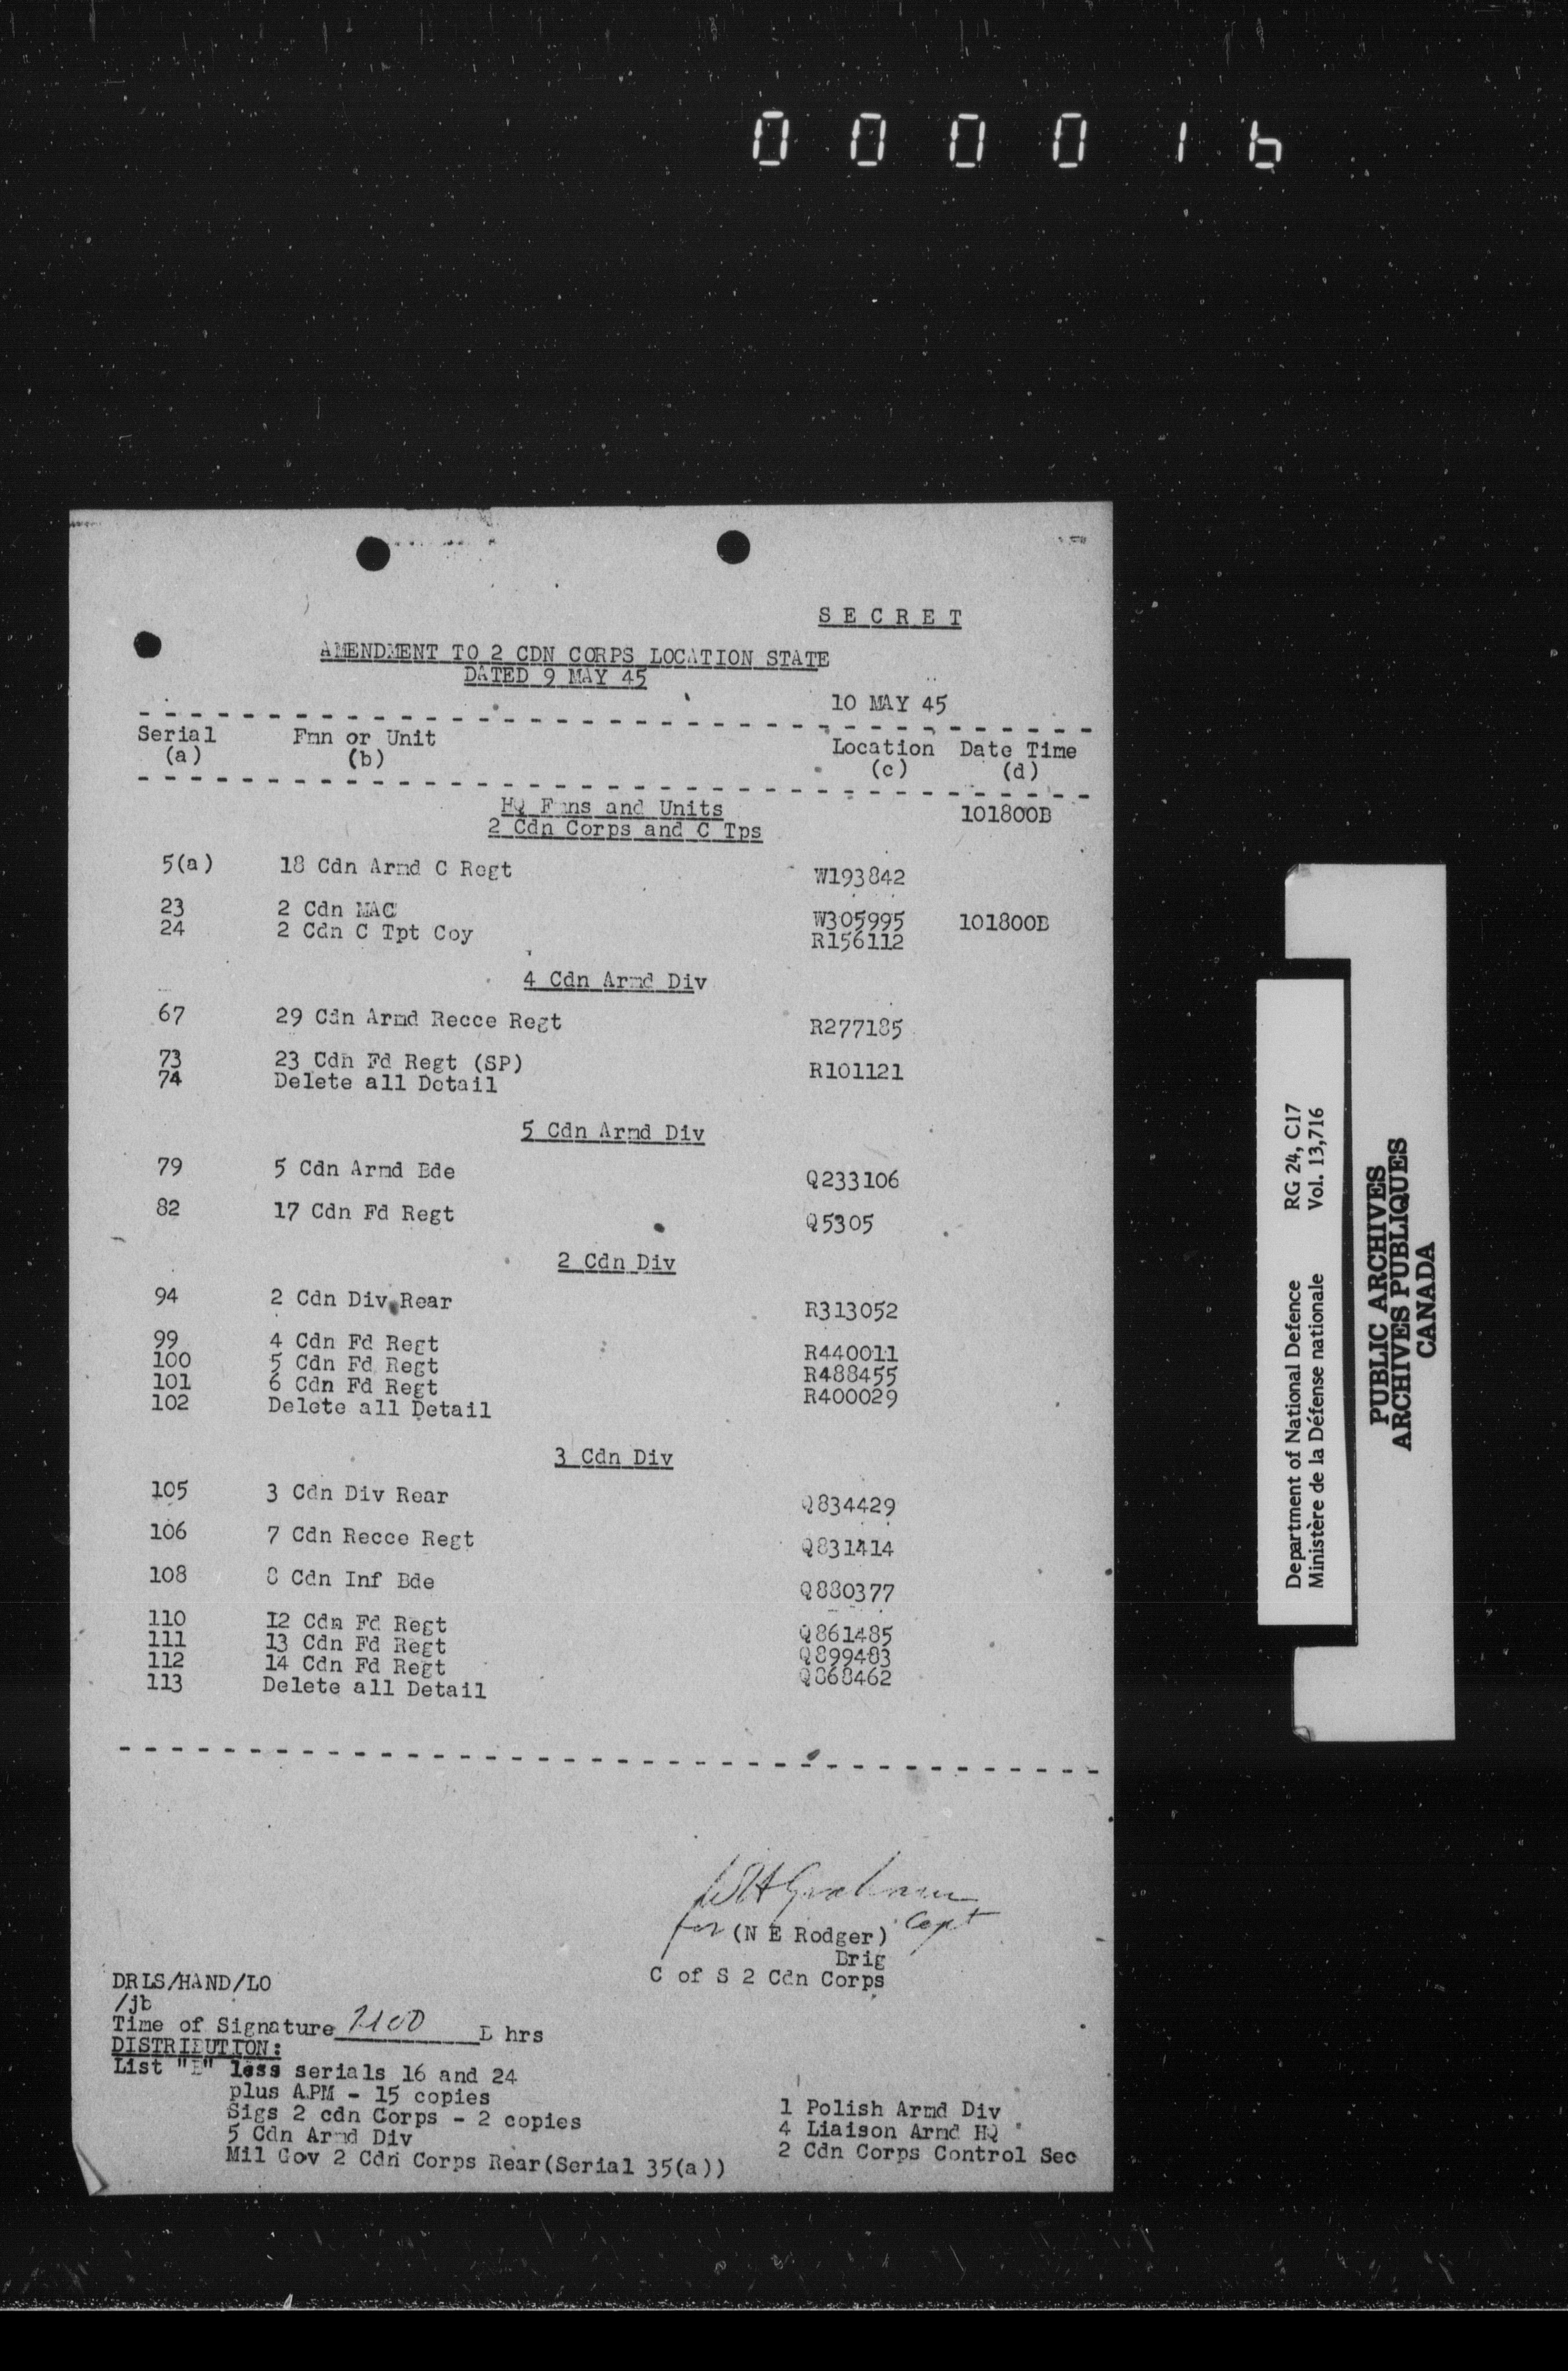 000016
S E C R E T
AMENDMENT TO 2 CDN CORPS LOCATION STATE
DATED 9 MAY 45
10 MAY 45
Serial Fmn or Unit Location Date Time
(a) (b) (c) (d)
HQ Fmns and Units 101800B
2 Cdn Corps and C Tps
5(a) 18 Cdn Armd C Regt W193842
23 2 Cdn MAC W305995 101800B
24 2 Cdn C Tpt Coy R156112
4 Cdn Armd Div
67 29 Cdn Armd Recce Regt R277185
73 23 Cdn Fd Regt (SP) R101121
74 Delete all Detail
5 Cdn Armd Div
79 5 Cdn Armd Bde Q233106
82 17 Cdn Fd Regt Q5305
2 Cdn Div
94 2 Cdn Div Rear R313052
99 4 Cdn Fd Regt R440011
100 5 Cdn Fd Regt R488455
101 6 Cdn Fd Regt R400029
102 Delete all Detail
3 Cdn Div
105 3 Cdn Div Rear Q834429
106 7 Cdn Recce Regt Q831414
108 8 Cdn Inf Bde Q880377
110 12 Cdn Fd Regt Q861485
111 13 Cdn Fd Regt Q899483
112 14 Cdn Fd Regt Q868462
113 Delete all Detail
Graham
for (N E Rodger) Capt
Brig
C of S 2 Cdn Corps
DRLS/HAND/LO
/jb
Time of Signature 2100 B hrs
DISTRIBUTION:
List "B" less serials 16 and 24
plus APM - 15 copies
Sigs 2 cdn Corps - 2 copies
5 Cdn Armd Div
Mil Gov 2 Cdn Corps Rear(Serial 35(a))
1 Polish Armd Div
4 Liaison Armd HQ
2 Cdn Corps Control Sec
Department of National Defence RG 24, C17
Ministère de la Défense nationale Vol. 13,716
PUBLIC ARCHIVES
ARCHIVES PUBLIQUES
CANADA